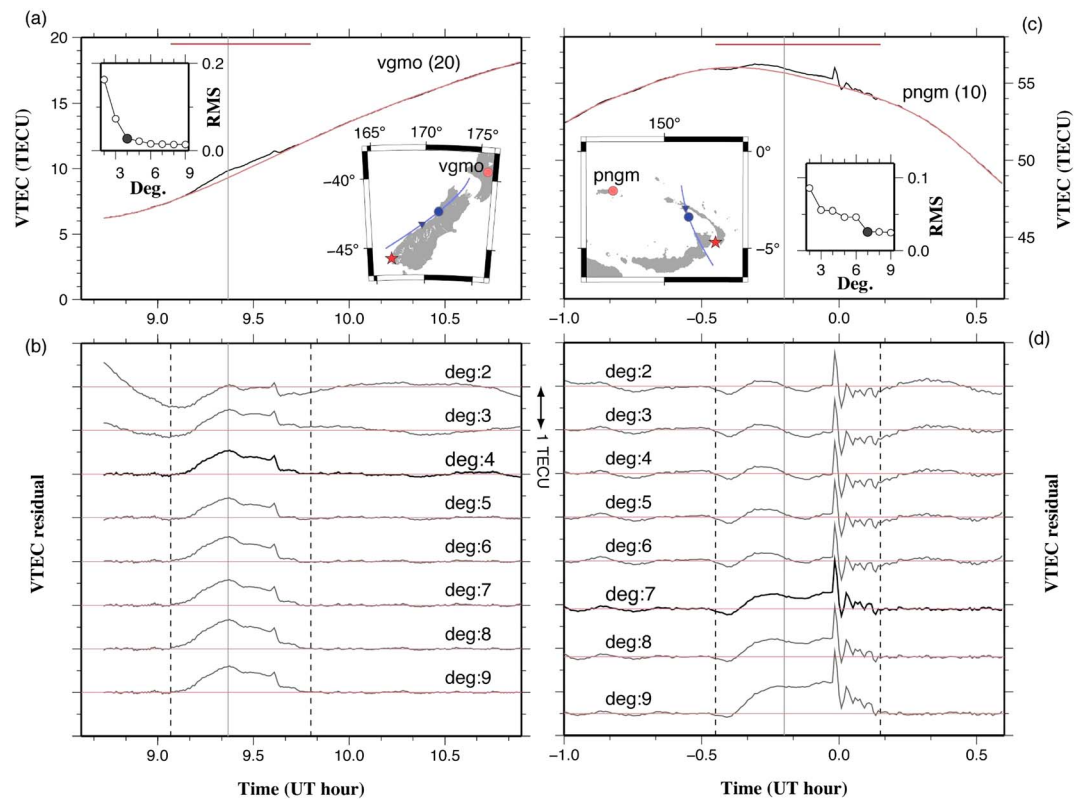 (a)
(c)
20
15
10
5
0
VTEC (TECU)
vgmo (20)
0.2
0.0
RMS
3
6
9
Deg.
165°
170°
175°
−40°
−45°
vgmo
9.0
9.5
10.0
10.5
pngm (10)
55
50
45
VTEC (TECU)
150°
0°
−5°
pngm
0.1
0.0
RMS
3
6
9
Deg.
−1.0
−0.5
0.0
0.5
(b)
(d)
VTEC residual
deg:2
deg:3
deg:4
deg:5
deg:6
deg:7
deg:8
deg:9
1 TECU
9.0
9.5
10.0
10.5
Time (UT hour)
deg:2
deg:3
deg:4
deg:5
deg:6
deg:7
deg:8
deg:9
VTEC residual
−1.0
−0.5
0.0
0.5
Time (UT hour)